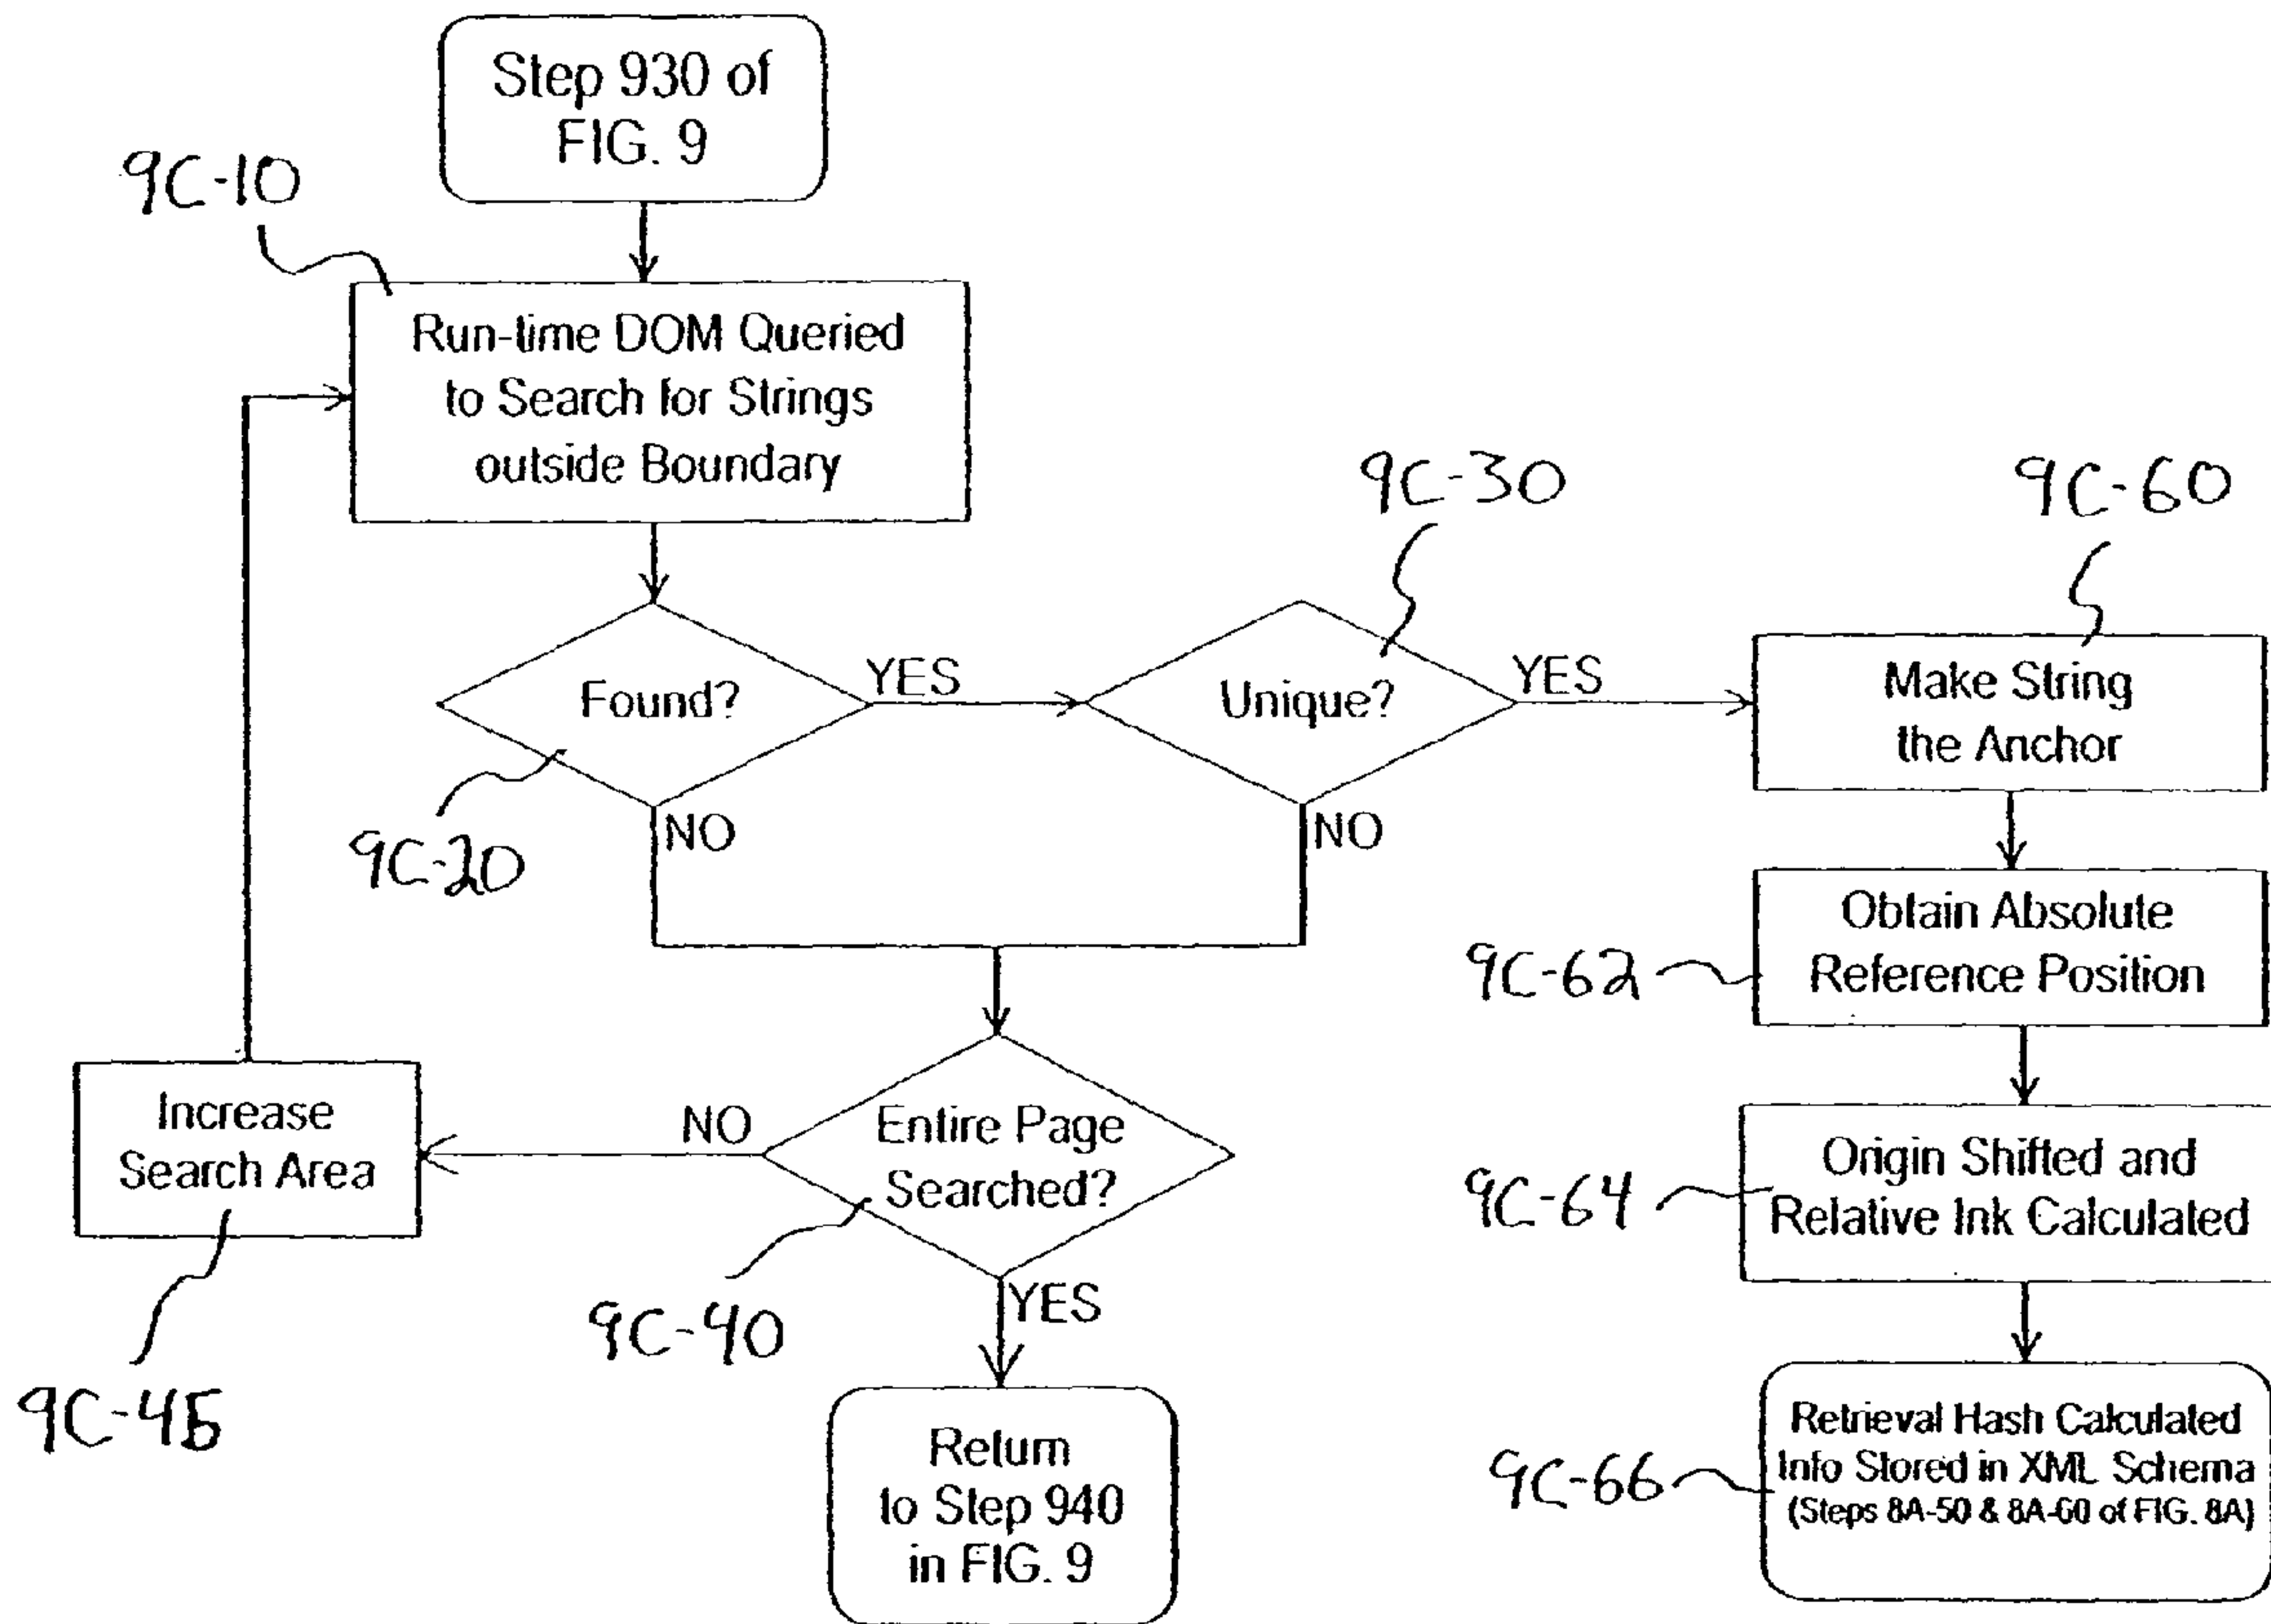 Step 930 of
FIG. 9
9C-10
Run-time DOM Queried
to Search for Strings
outside Boundary
9C-30
9C-60
Found?
YES
Unique?
YES
Make String
the Anchor
9C-20
NO
NO
Obtain Absolute
Reference Position
9C-62
Increase
Search Area
NO
Entire Page
Searched?
Origin Shifted and
Relative Ink Calculated
9C-64
9C-45
9C-40
YES
Return
to Step 940
in FIG. 9
Retrieval Hash Calculated
Info Stored in XML Schema
(Steps 8A-50 & 8A-60 of FIG. 8A)
9C-66